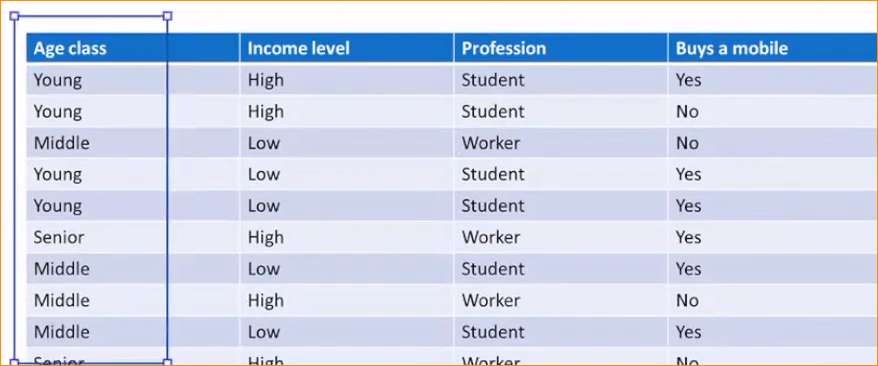 Age class Income level Profession Buys a mobile
Young High Student Yes
Young High Student No
Middle Low Worker No
Young Low Student Yes
Young Low Student Yes
Senior High Worker Yes
Middle Low Student Yes
Middle High Worker No
Middle Low Student Yes
Senior High Worker No